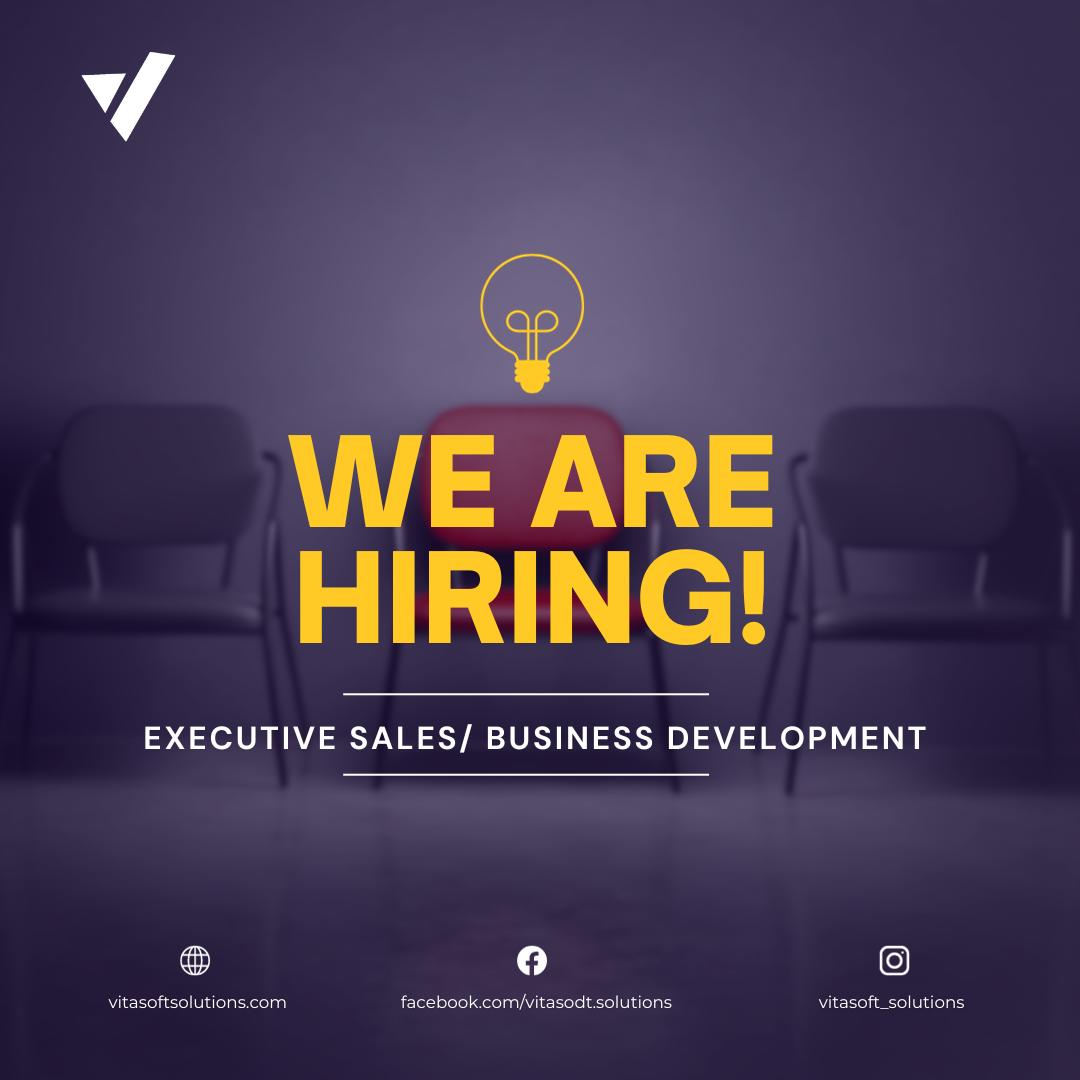 WE ARE
HIRING!
EXECUTIVE SALES/ BUSINESS DEVELOPMENT
vitasoftsolutions.com
facebook.com/vitasodt.solutions
vitasoft_solutions